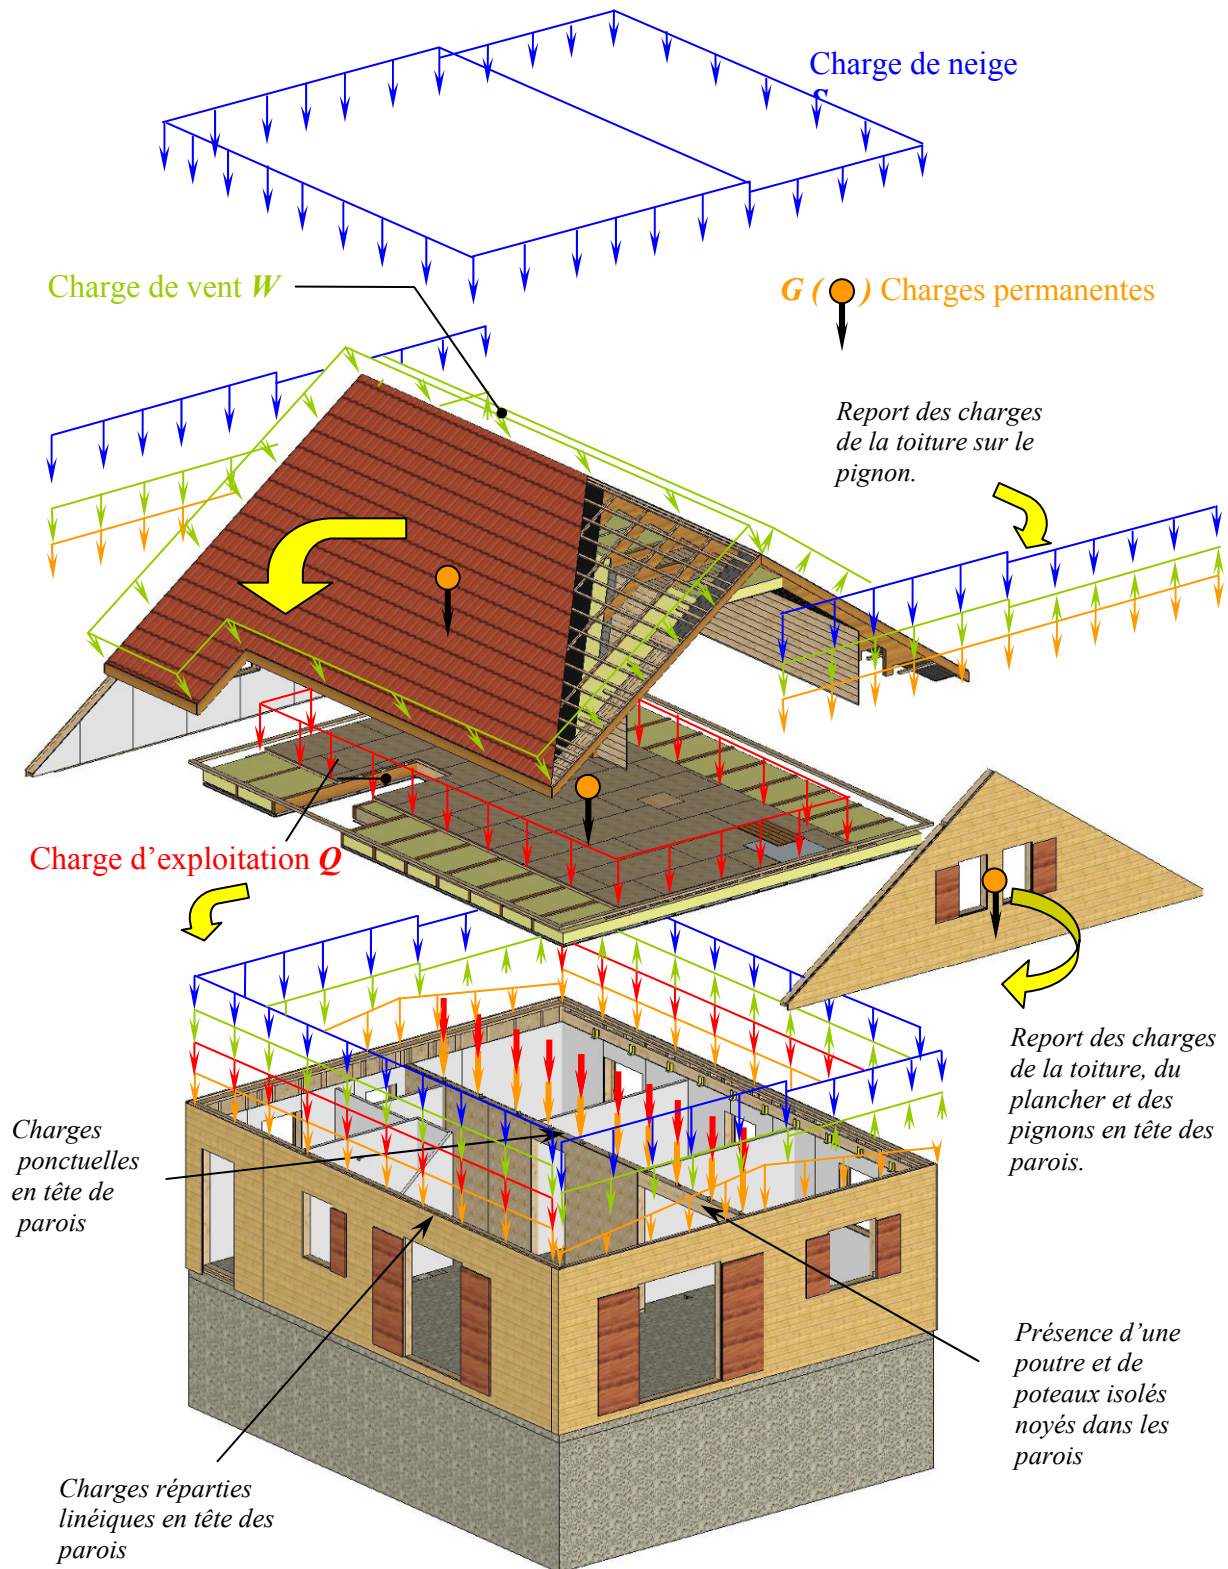 Charge de neige
S
Charge de vent W
G ( ) Charges permanentes
Report des charges
de la toiture sur le
pignon.
Charge d’exploitation Q
Report des charges
de la toiture, du
plancher et des
pignons en tête des
parois.
Charges
ponctuelles
en tête de
parois
Présence d’une
poutre et de
poteaux isolés
noyés dans les
parois
Charges réparties
linéiques en tête des
parois